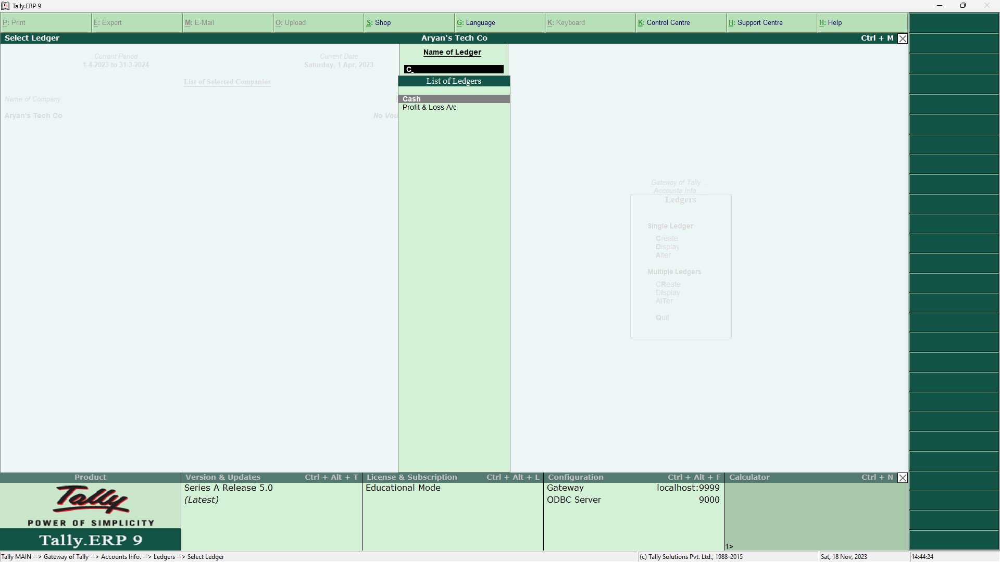 Tally.ERP 9
P: Print
E: Export
M: E-Mail
O: Upload
S: Shop
G: Language
K: Keyboard
K: Control Centre
H: Support Centre
H: Help
Select Ledger
Aryan's Tech Co
Ctrl + M
Current Period
1-4-2023 to 31-3-2024
Current Date
Saturday, 1 Apr, 2023
List of Selected Companies
Name of Company
Aryan's Tech Co
No Vou
Name of Ledger
C_
List of Ledgers
Cash
Profit & Loss A/c
Gateway of Tally ....
Accounts Info. ....
Ledgers
Single Ledger
Create
Display
Alter
Multiple Ledgers
CReate
DIsplay
AlTer
Quit
Product
Tally
POWER OF SIMPLICITY
Tally.ERP 9
Version & Updates
Ctrl + Alt + T
Series A Release 5.0
(Latest)
License & Subscription
Ctrl + Alt + L
Educational Mode
Configuration
Ctrl + Alt + F
Gateway
localhost:9999
ODBC Server
9000
Calculator
Ctrl + N
1>
Tally MAIN --> Gateway of Tally --> Accounts Info. --> Ledgers --> Select Ledger
(c) Tally Solutions Pvt. Ltd., 1988-2015
Sat, 18 Nov, 2023
14:44:24